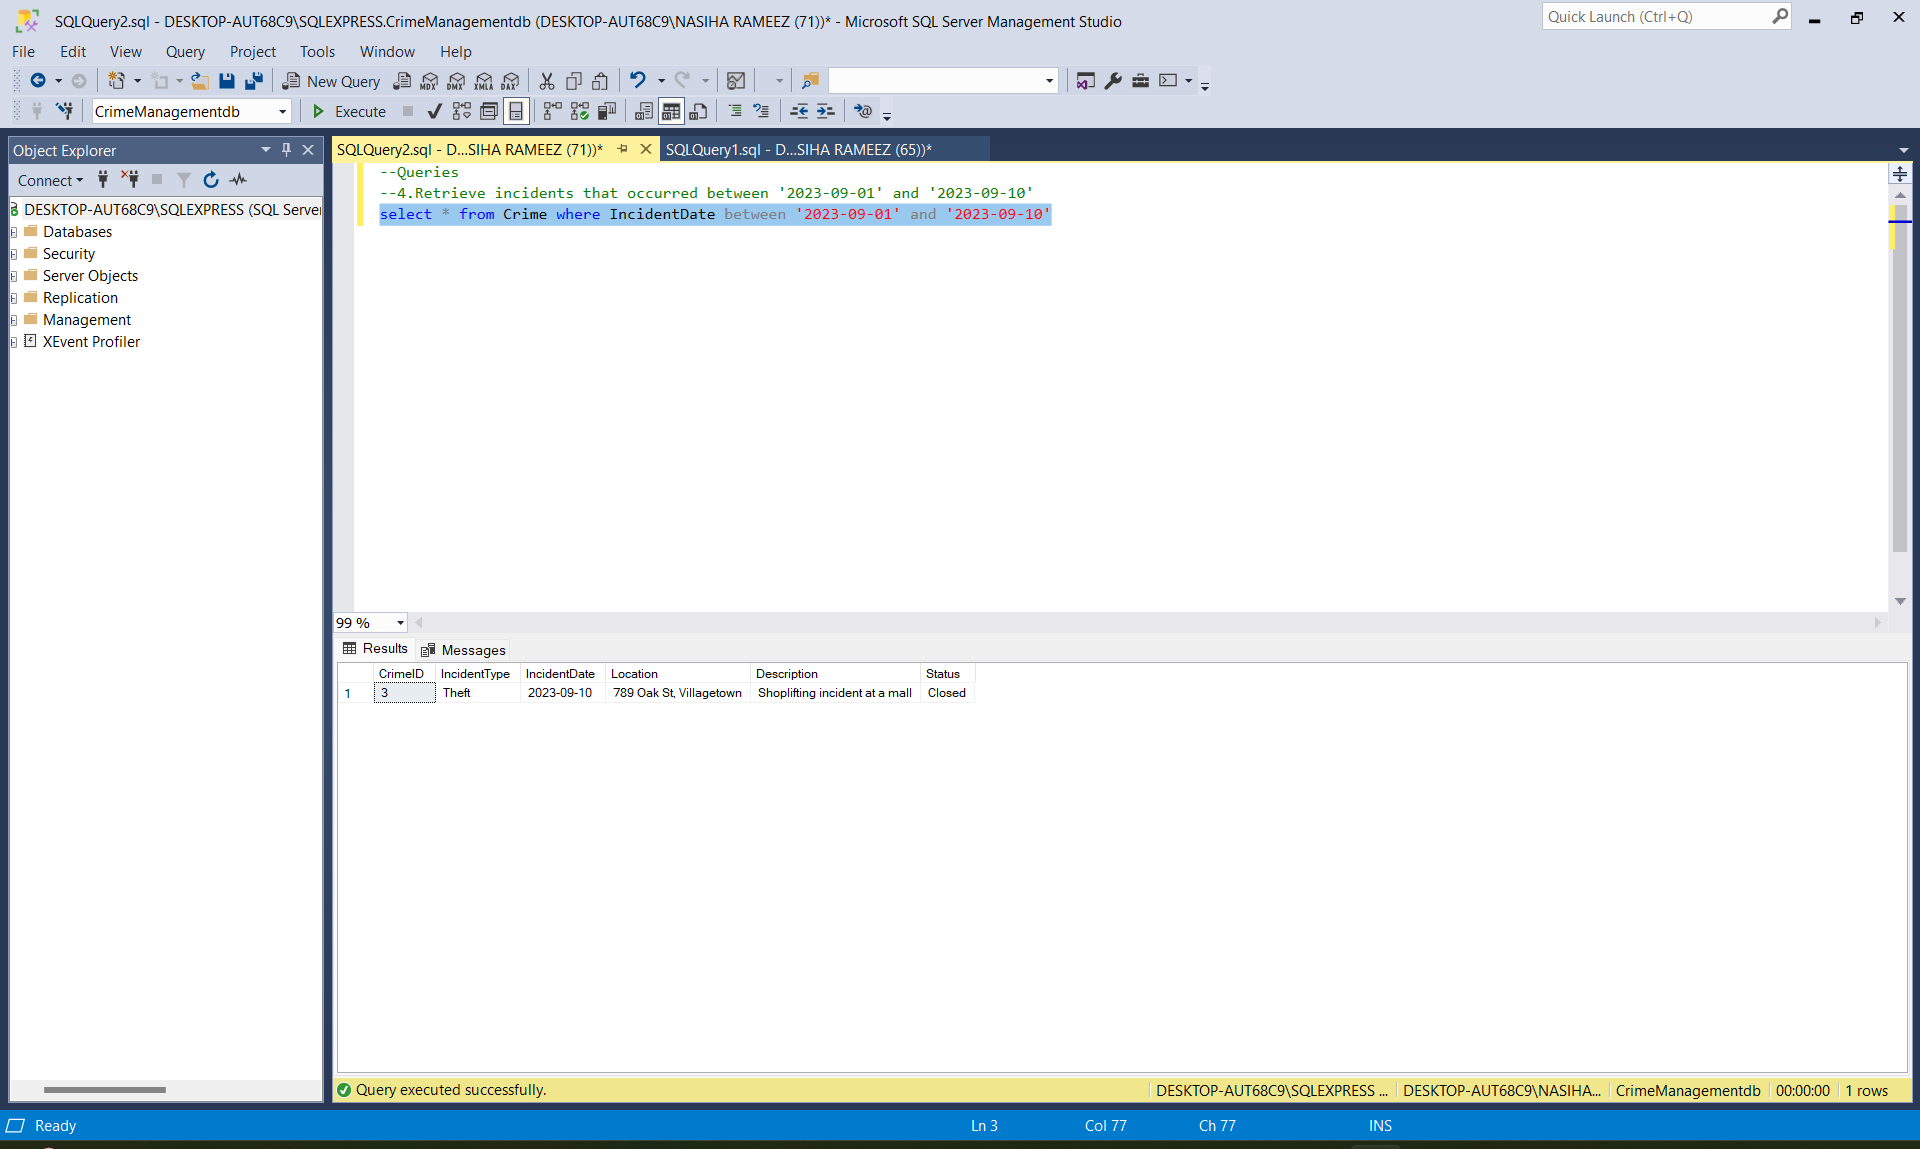 SQLQuery2.sql - DESKTOP-AUT68C9\SQLEXPRESS.CrimeManagementdb (DESKTOP-AUT68C9\NASIHA RAMEEZ (71))* - Microsoft SQL Server Management Studio
Quick Launch (Ctrl+Q)
File Edit View Query Project Tools Window Help
New Query MDX DMX XMLA DAX
CrimeManagementdb Execute
Object Explorer
SQLQuery2.sql - D...SIHA RAMEEZ (71))* SQLQuery1.sql - D...SIHA RAMEEZ (65))*
Connect
DESKTOP-AUT68C9\SQLEXPRESS (SQL Server
Databases
Security
Server Objects
Replication
Management
XEvent Profiler
--Queries
--4.Retrieve incidents that occurred between '2023-09-01' and '2023-09-10'
select * from Crime where IncidentDate between '2023-09-01' and '2023-09-10'
99 %
Results Messages
CrimeID IncidentType IncidentDate Location Description Status
1 3 Theft 2023-09-10 789 Oak St, Villagetown Shoplifting incident at a mall Closed
Query executed successfully. DESKTOP-AUT68C9\SQLEXPRESS ... DESKTOP-AUT68C9\NASIHA... CrimeManagementdb 00:00:00 1 rows
Ready Ln 3 Col 77 Ch 77 INS